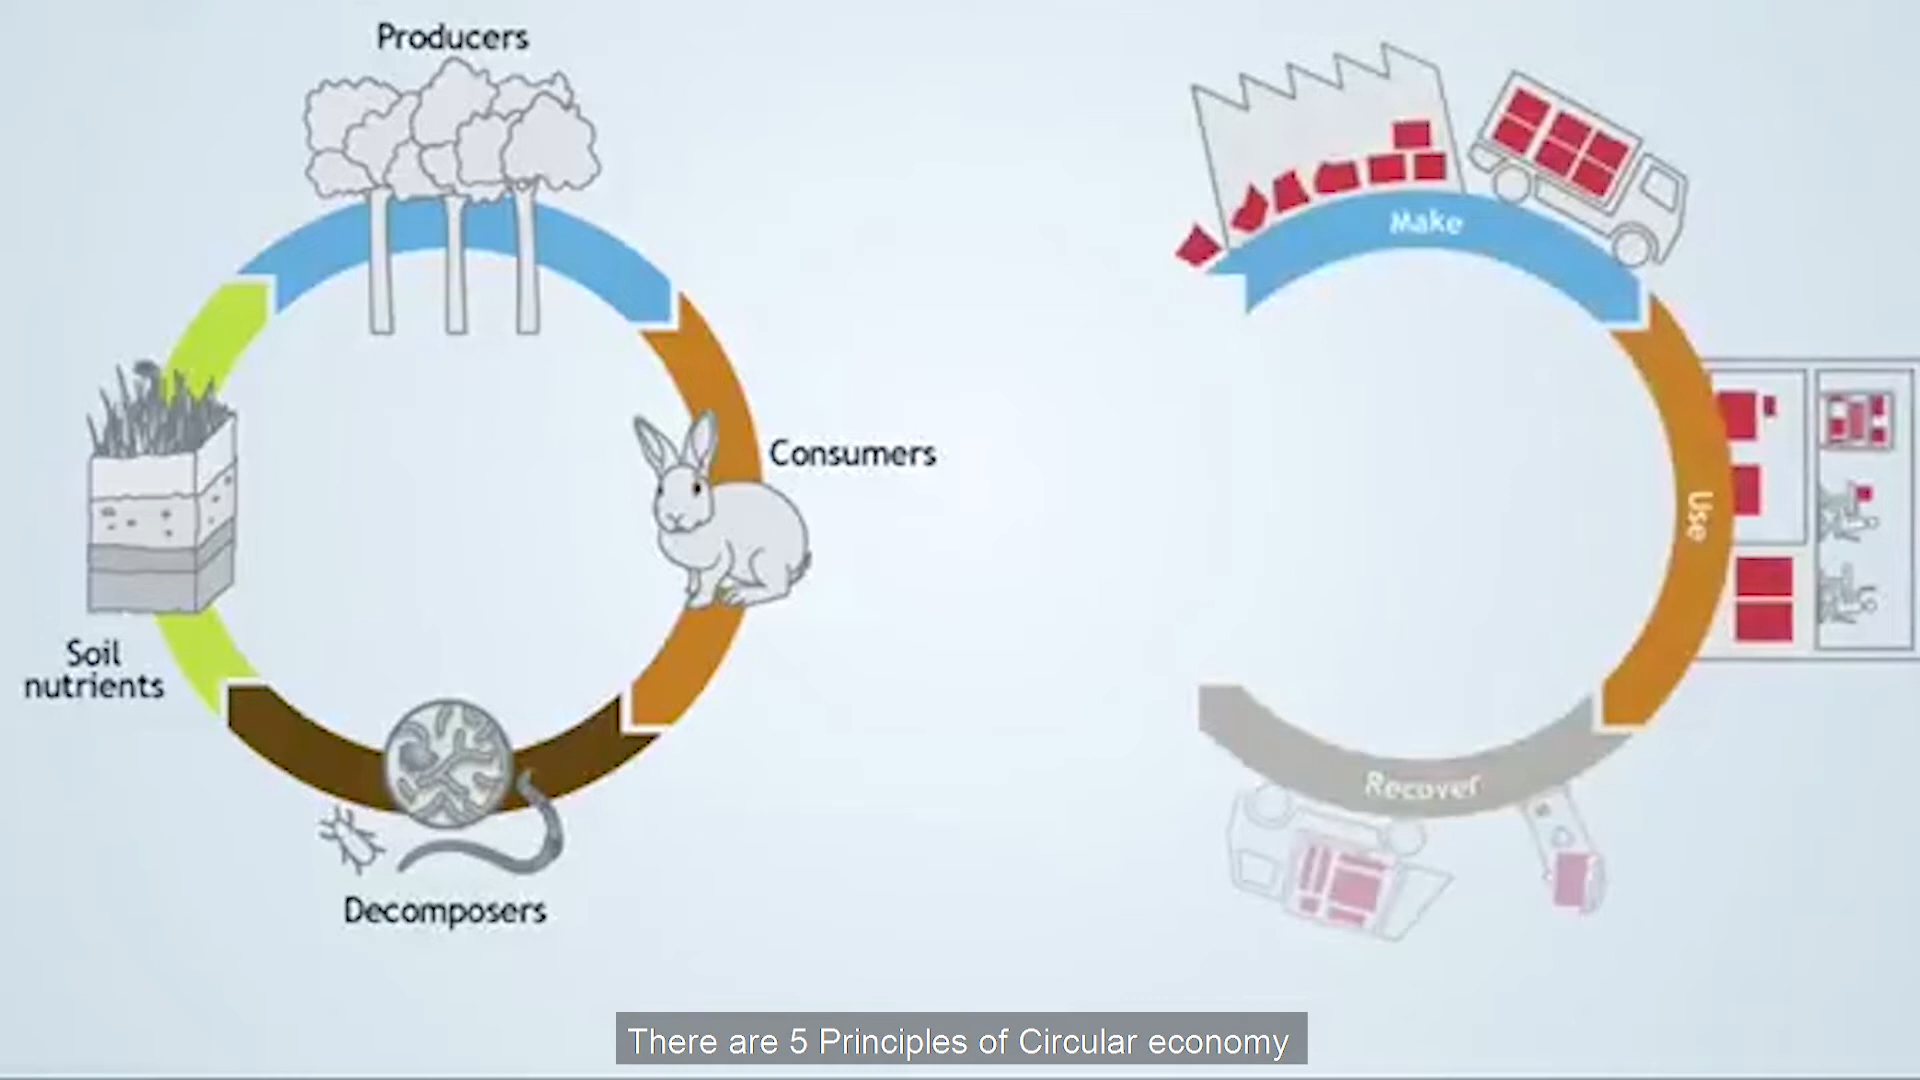 Producers
Consumers
Soil
nutrients
Decomposers
Make
Use
Recover
There are 5 Principles of Circular economy